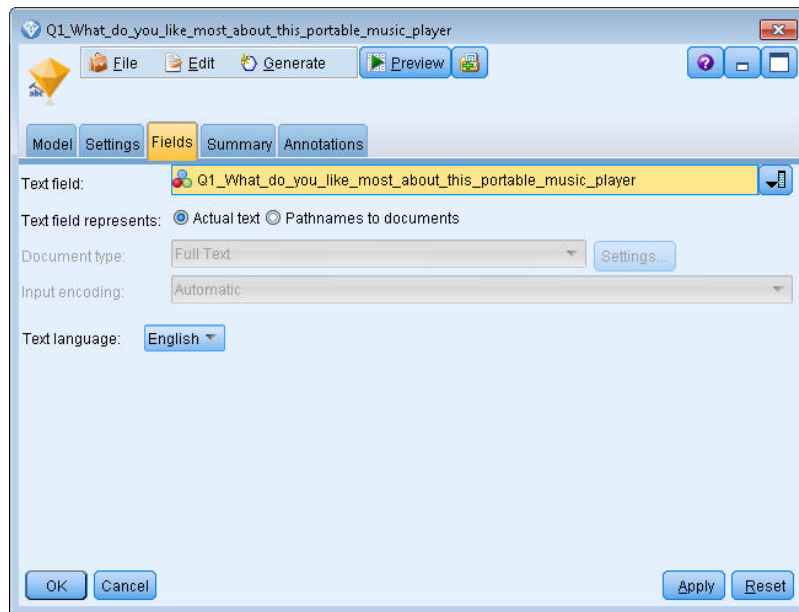 Q1_What_do_you_like_most_about_this_portable_music_player
File Edit Generate Preview
abc
Model Settings Fields Summary Annotations
Text field: Q1_What_do_you_like_most_about_this_portable_music_player
Text field represents: Actual text Pathnames to documents
Document type: Full Text Settings...
Input encoding: Automatic
Text language: English
OK Cancel Apply Reset